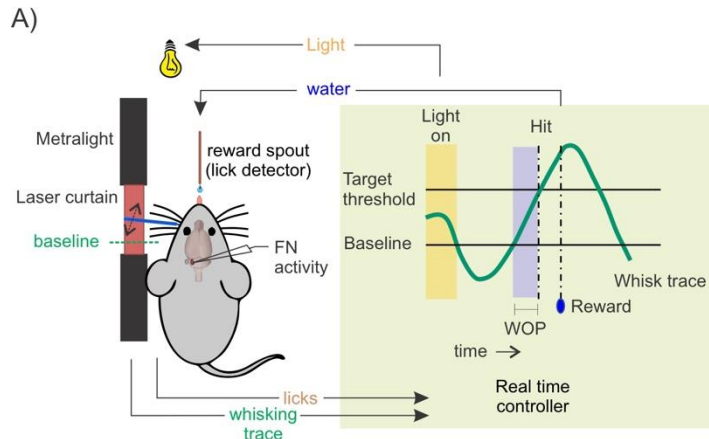 A)
Light
water
Metralight
reward spout
(lick detector)
Laser curtain
baseline
FN
activity
Light
on
Hit
Target
threshold
Baseline
Whisk trace
Reward
WOP
time
Real time
controller
licks
whisking
trace